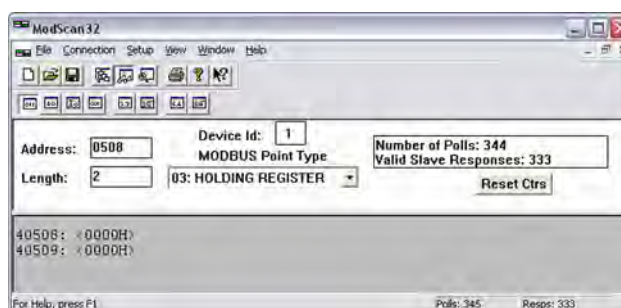 ModScan32
File Connection Setup View Window Help
Address: 0508
Device Id: 1
MODBUS Point Type
Length: 2
03: HOLDING REGISTER
Number of Polls: 344
Valid Slave Responses: 333
Reset Ctrs
40508: <0000H>
40509: <0000H>
For Help, press F1
Polls: 345
Resps: 333